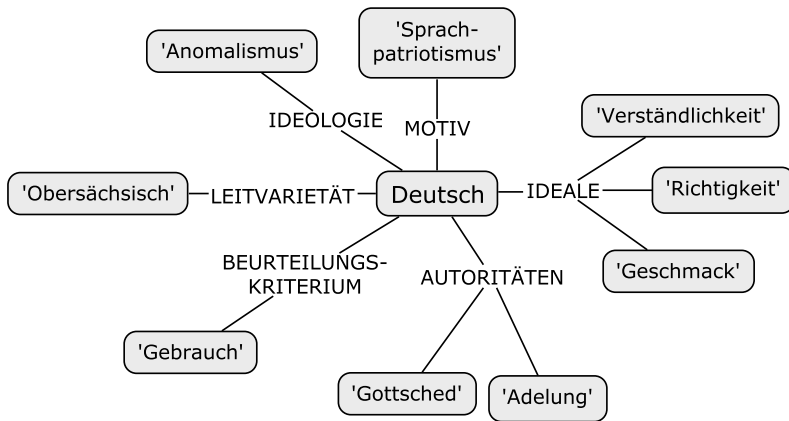 'Sprach-
patriotismus'
'Anomalismus'
IDEOLOGIE
MOTIV
'Verständlichkeit'
'Obersächsisch'
LEITVARIETÄT
Deutsch
IDEALE
'Richtigkeit'
BEURTEILUNGS-
KRITERIUM
AUTORITÄTEN
'Geschmack'
'Gebrauch'
'Gottsched'
'Adelung'